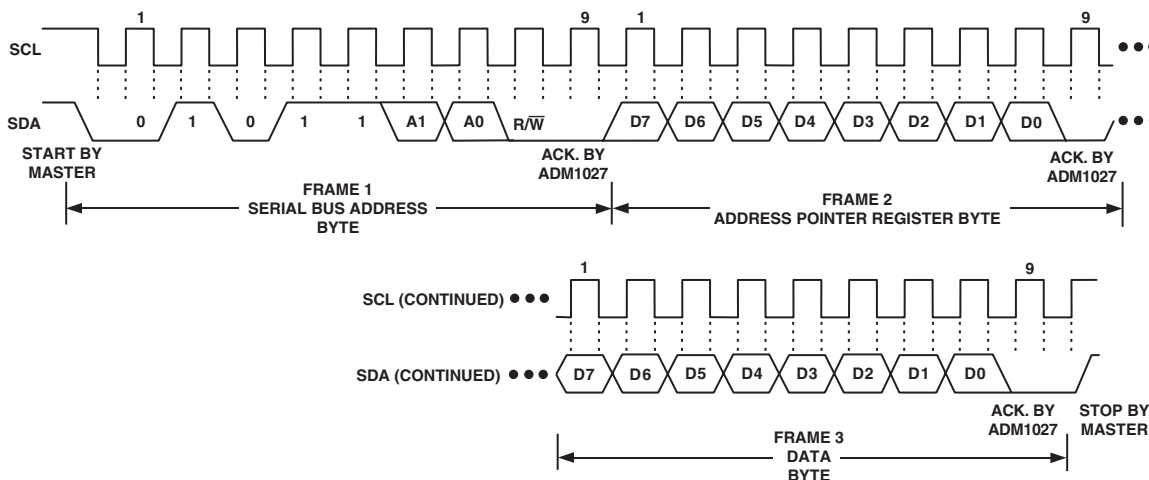 1 9 1 9
SCL
SDA 0 1 0 1 1 A1 A0 R/W̅ D7 D6 D5 D4 D3 D2 D1 D0
START BY
MASTER
ACK. BY
ADM1027
ACK. BY
ADM1027
FRAME 1
SERIAL BUS ADDRESS
BYTE
FRAME 2
ADDRESS POINTER REGISTER BYTE
1 9
SCL (CONTINUED)
SDA (CONTINUED) D7 D6 D5 D4 D3 D2 D1 D0
ACK. BY
ADM1027
STOP BY
MASTER
FRAME 3
DATA
BYTE